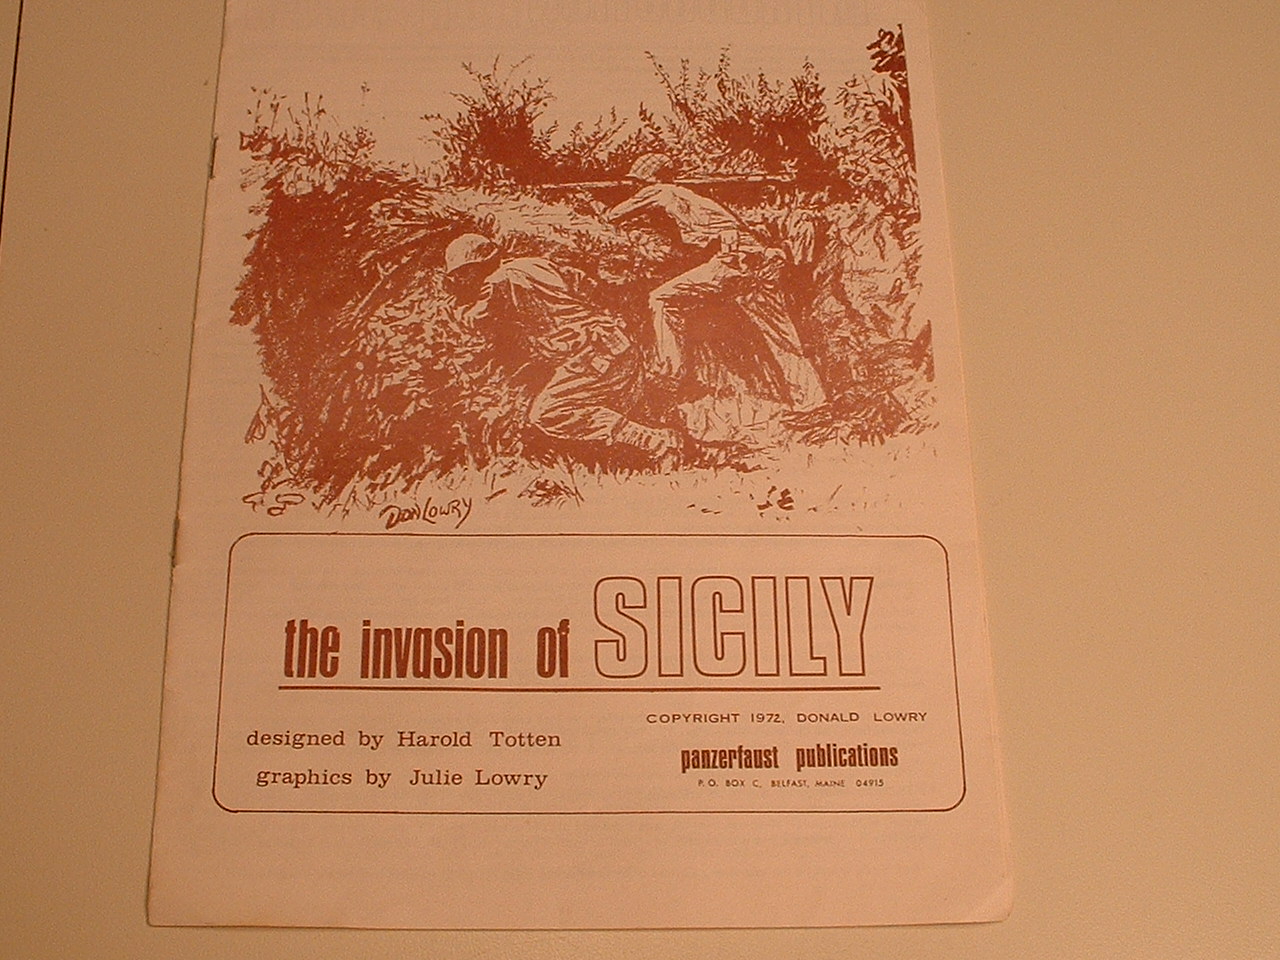 DON LOWRY
the invasion of SICILY
COPYRIGHT 1972, DONALD LOWRY
designed by Harold Totten
panzerfaust publications
graphics by Julie Lowry
P.O. BOX C, BELFAST, MAINE 04915